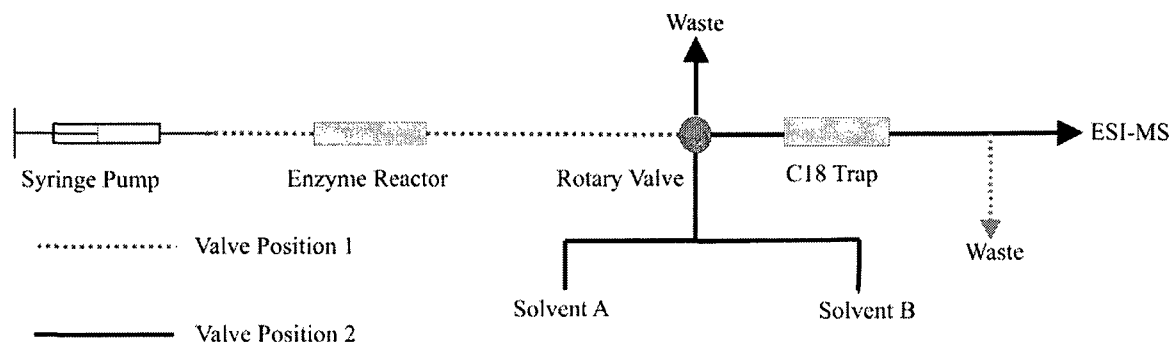 Waste
ESI-MS
Syringe Pump
Enzyme Reactor
Rotary Valve
C18 Trap
Valve Position 1
Waste
Solvent A
Solvent B
Valve Position 2